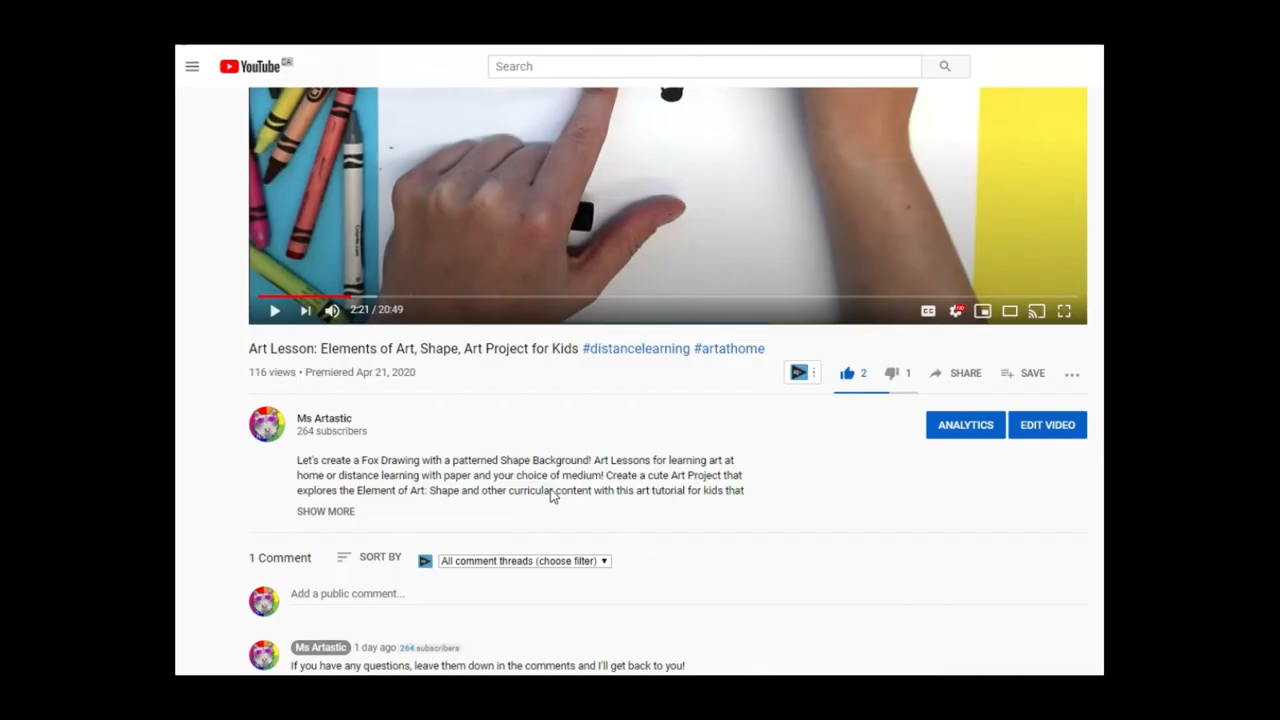 YouTube CA
Search
2:21 / 20:49
CC
HD
Art Lesson: Elements of Art, Shape, Art Project for Kids #distancelearning #artathome
116 views • Premiered Apr 21, 2020
2
1
SHARE
SAVE
Ms Artastic
264 subscribers
ANALYTICS
EDIT VIDEO
Let's create a Fox Drawing with a patterned Shape Background! Art Lessons for learning art at
home or distance learning with paper and your choice of medium! Create a cute Art Project that
explores the Element of Art: Shape and other curricular content with this art tutorial for kids that
SHOW MORE
1 Comment
SORT BY
All comment threads (choose filter)
Add a public comment...
Ms Artastic 1 day ago 264 subscribers
If you have any questions, leave them down in the comments and I'll get back to you!